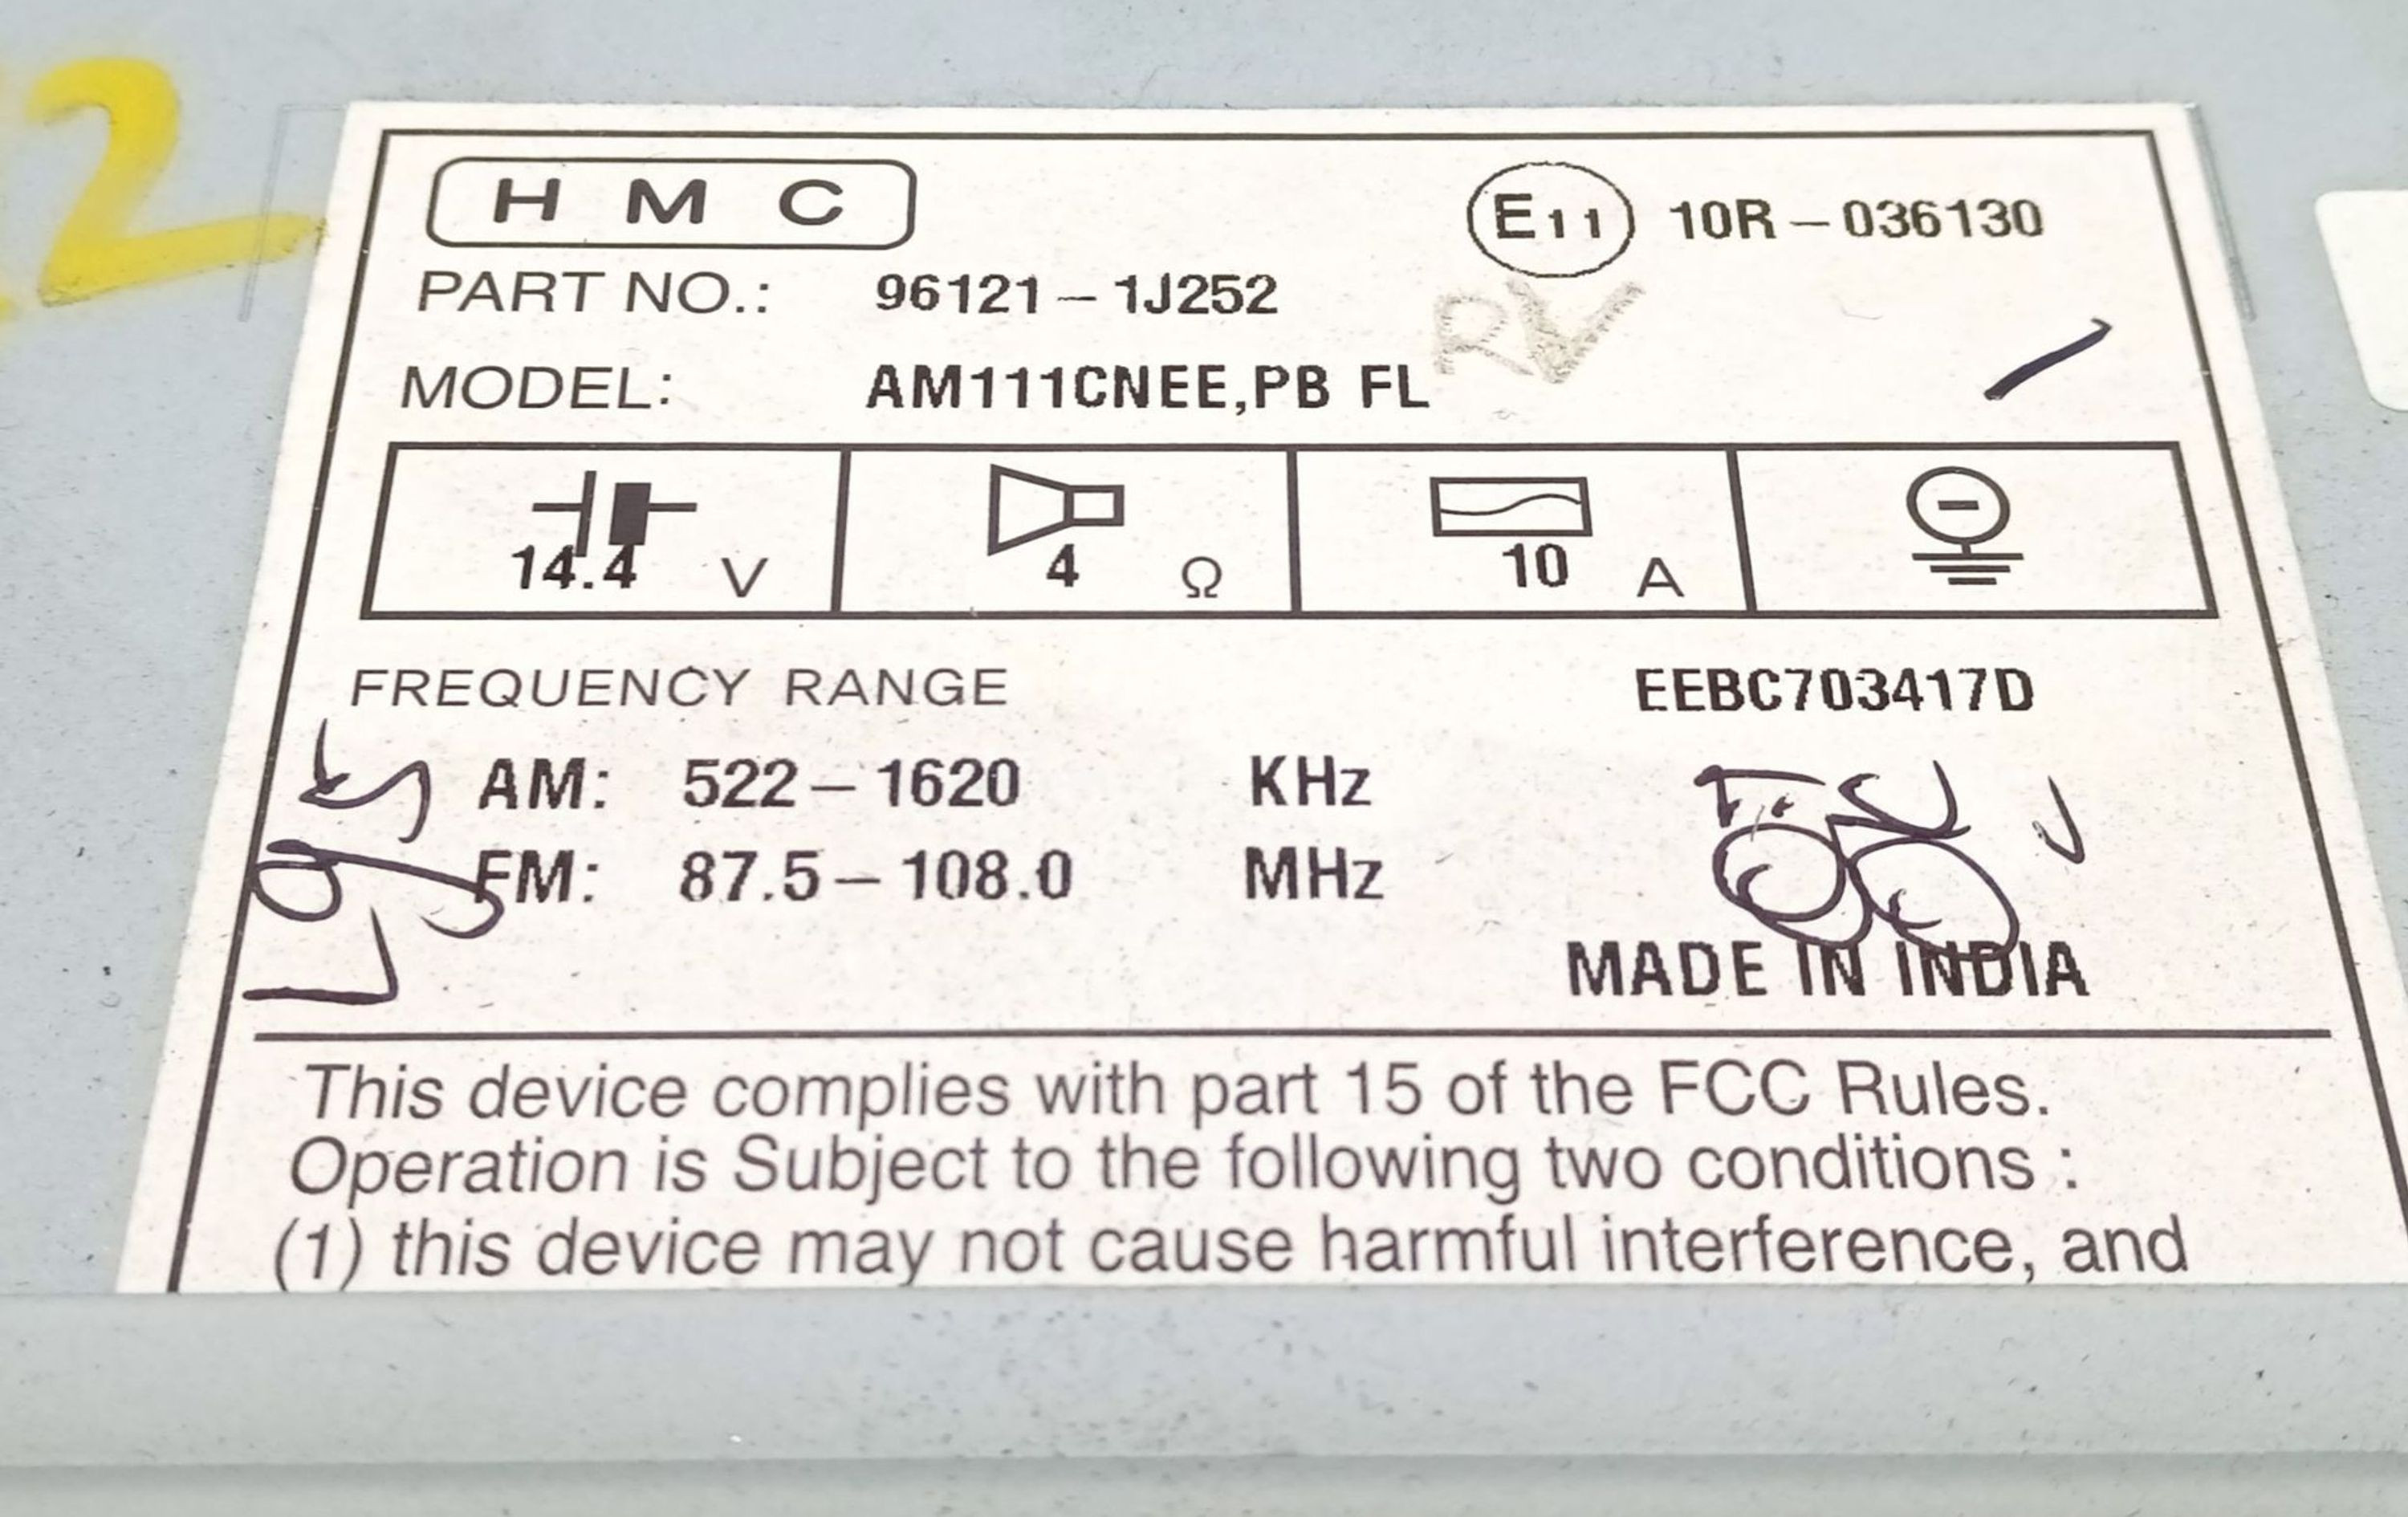 2
H M C
E11 10R-036130
PART NO.: 96121-1J252
RV
MODEL: AM111CNEE,PB FL
14.4 V 4 Ω 10 A
FREQUENCY RANGE EEBC703417D
AM: 522-1620 KHz
FM: 87.5-108.0 MHz
MADE IN INDIA
This device complies with part 15 of the FCC Rules.
Operation is Subject to the following two conditions :
(1) this device may not cause harmful interference, and